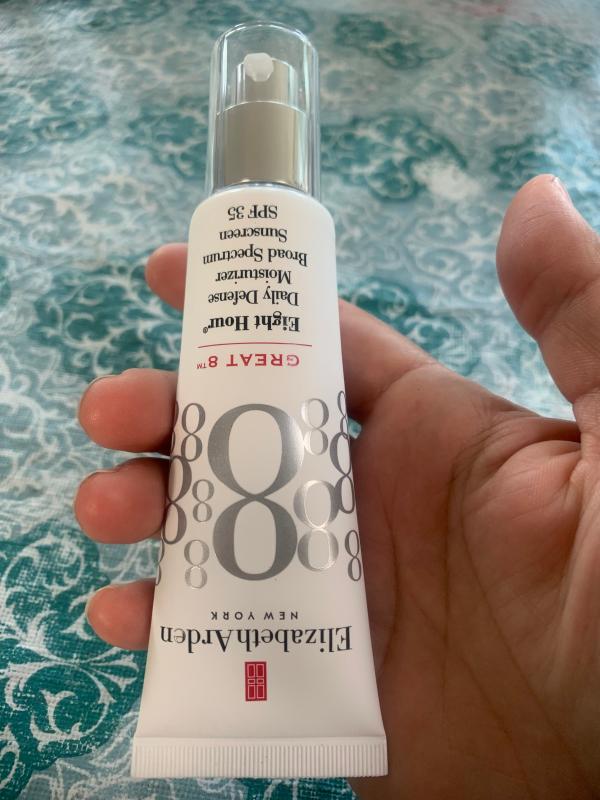 ElizabethArden
NEW YORK
8
GREAT 8™
Eight Hour®
Daily Defense
Moisturizer
Broad Spectrum
Sunscreen
SPF 35